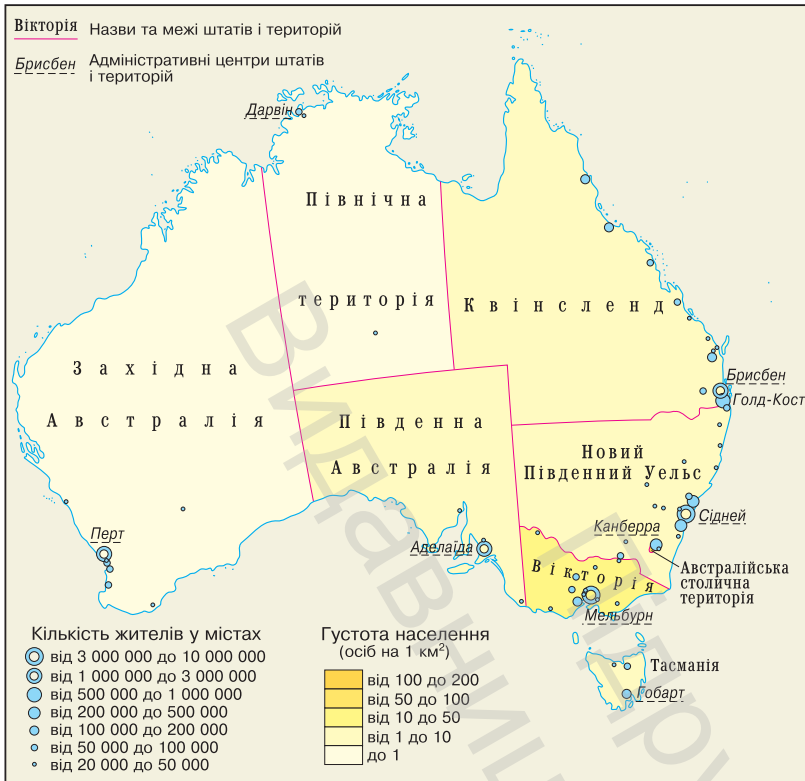 Вікторія Назви та межі штатів і територій
Брисбен Адміністративні центри штатів
і територій
Дарвін
Північна
територія
Квінсленд
Західна
Австралія
Південна
Австралія
Брисбен
Голд-Кост
Новий
Південний Уельс
Сідней
Канберра
Перт
Аделаїда
Вікторія
Австралійська
столична
територія
Мельбурн
Тасманія
Гобарт
Кількість жителів у містах
від 3 000 000 до 10 000 000
від 1 000 000 до 3 000 000
від 500 000 до 1 000 000
від 200 000 до 500 000
від 100 000 до 200 000
від 50 000 до 100 000
від 20 000 до 50 000
Густота населення
(осіб на 1 км²)
від 100 до 200
від 50 до 100
від 10 до 50
від 1 до 10
до 1